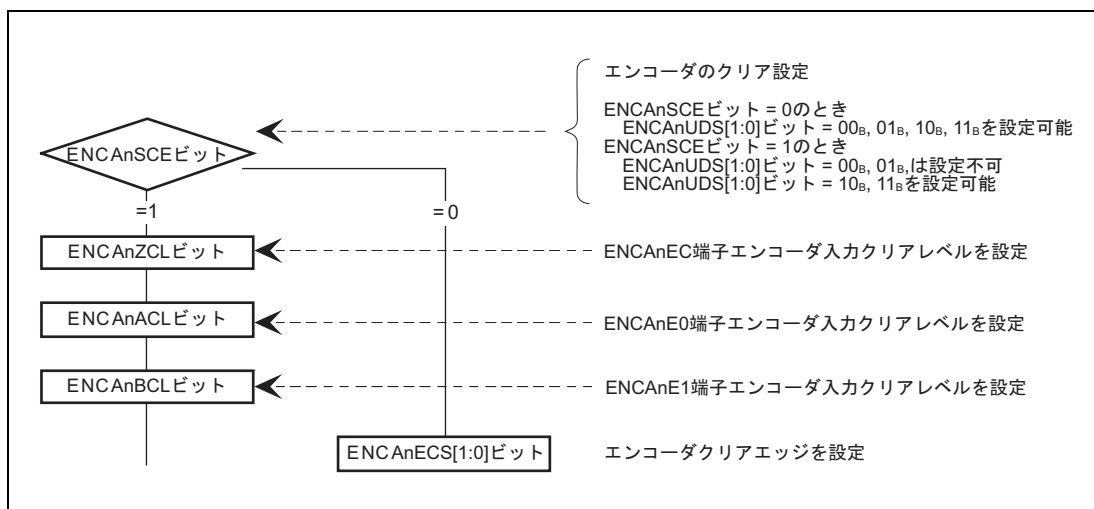 エンコーダのクリア設定
ENCAnSCEビット = 0のとき
ENCAnUDS[1:0]ビット = 00B, 01B, 10B, 11Bを設定可能
ENCAnSCEビット = 1のとき
ENCAnUDS[1:0]ビット = 00B, 01B,は設定不可
ENCAnUDS[1:0]ビット = 10B, 11Bを設定可能
ENCAnSCEビット
=1
=0
ENCAnZCLビット
ENCAnEC端子エンコーダ入力クリアレベルを設定
ENCAnACLビット
ENCAnE0端子エンコーダ入力クリアレベルを設定
ENCAnBCLビット
ENCAnE1端子エンコーダ入力クリアレベルを設定
ENCAnECS[1:0]ビット
エンコーダクリアエッジを設定